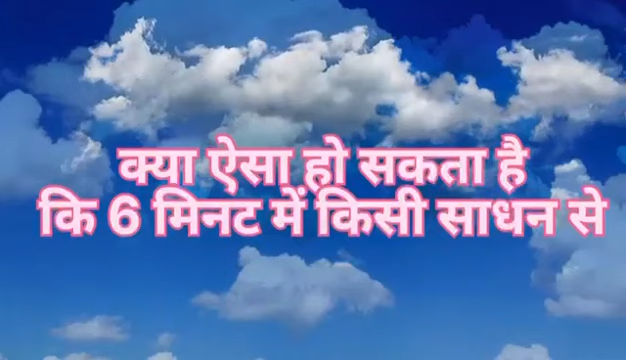 क्या ऐसा हो सकता है
कि 6 मिनट में किसी साधन से